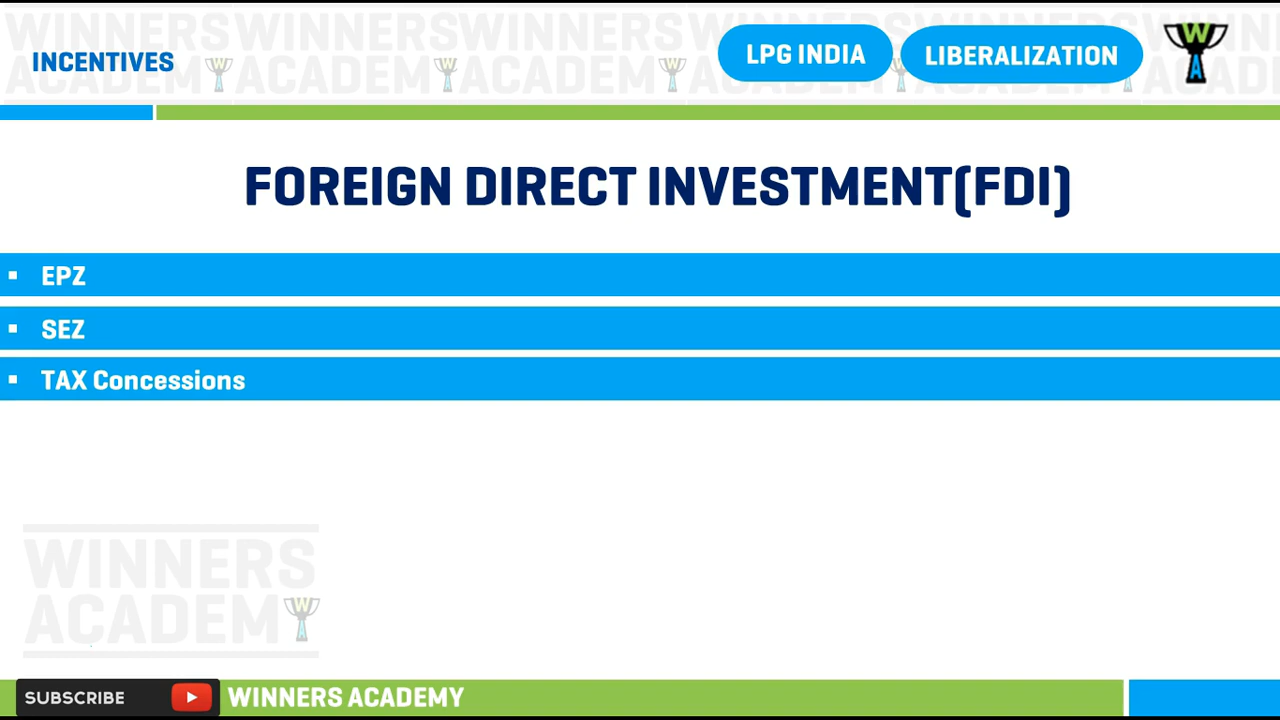 INCENTIVES
LPG INDIA
LIBERALIZATION
FOREIGN DIRECT INVESTMENT(FDI)
▪ EPZ
▪ SEZ
▪ TAX Concessions
WINNERS
ACADEMY
SUBSCRIBE
WINNERS ACADEMY